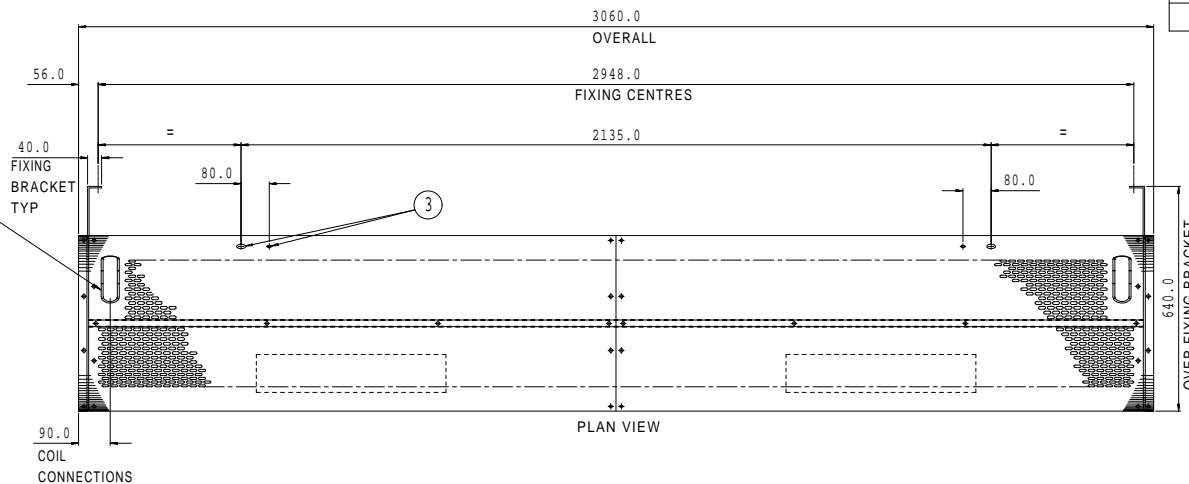 3060.0
OVERALL
56.0
2948.0
FIXING CENTRES
=
2135.0
=
40.0
FIXING
BRACKET
TYP
80.0
3
80.0
640.0
OVER FIXING BRACKET
90.0
COIL
CONNECTIONS
PLAN VIEW